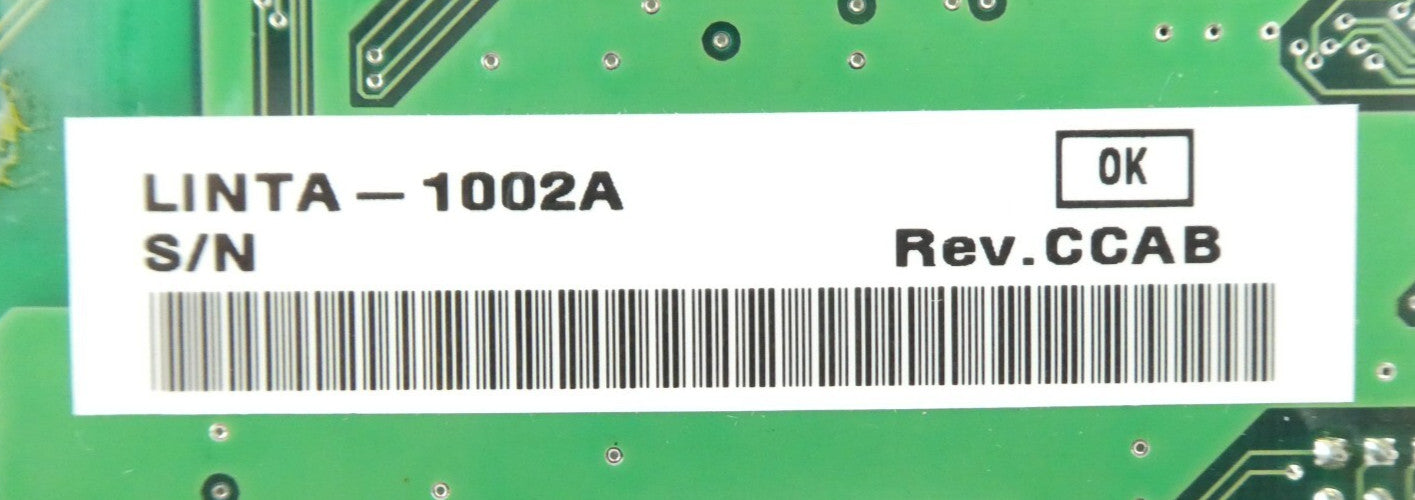 OK
LINTA-1002A
S/N
Rev.CCAB